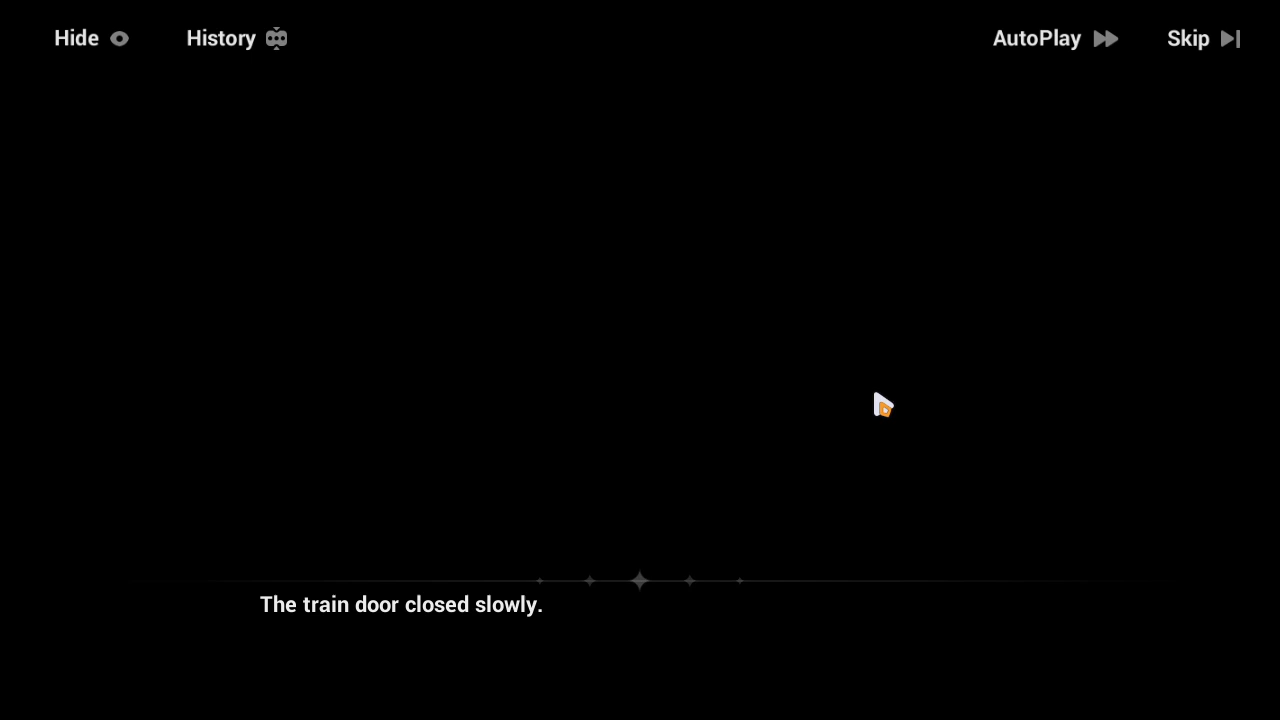 Hide
History
AutoPlay
Skip
The train door closed slowly.